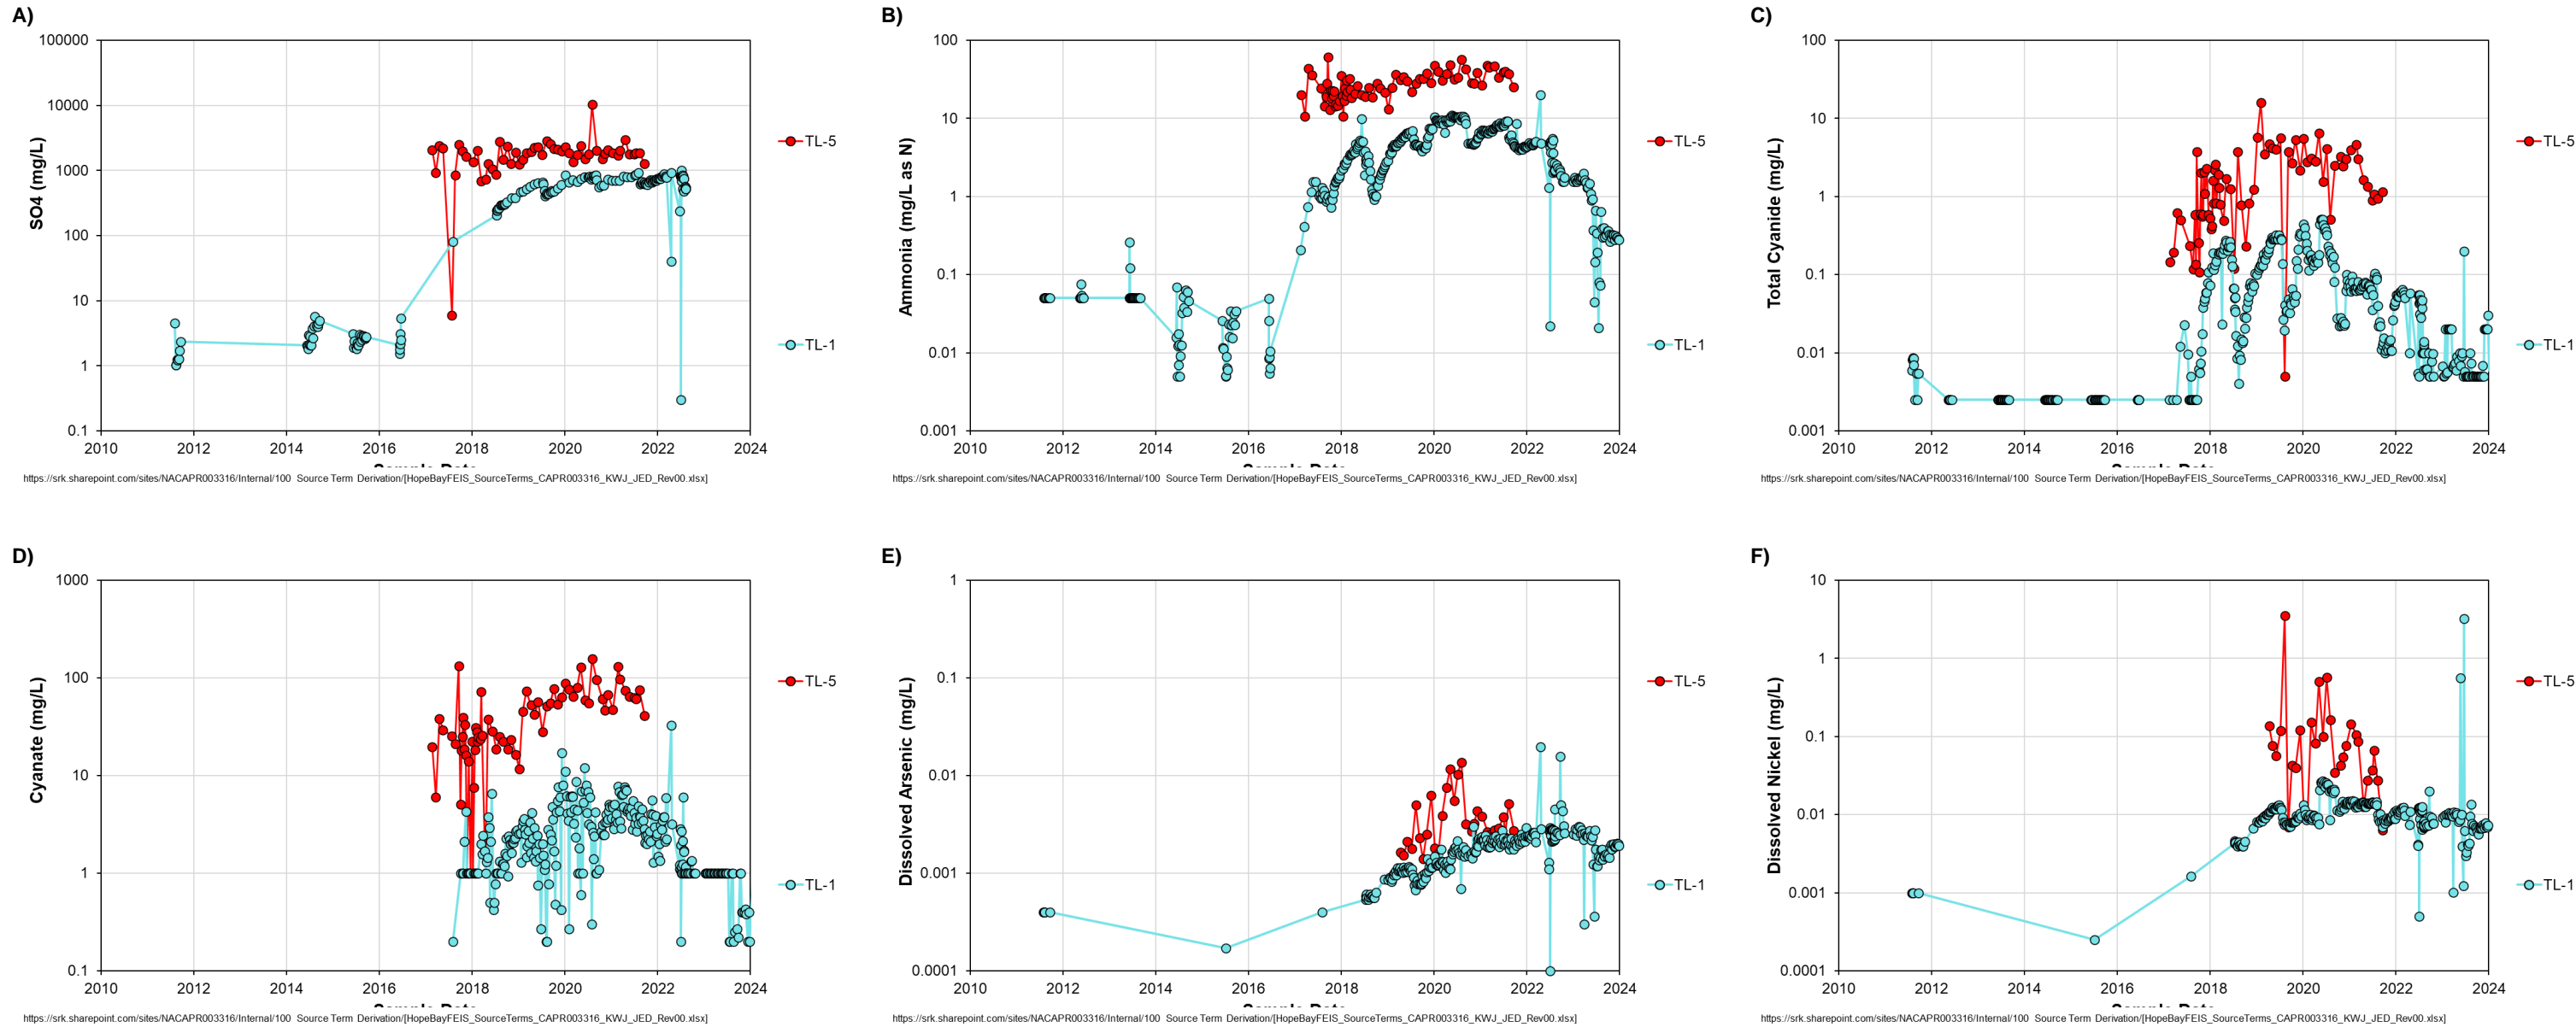 A)
SO4 (mg/L)
100000
10000
1000
100
10
1
0.1
2010 2012 2014 2016 2018 2020 2022 2024
TL-5
TL-1
https://srk.sharepoint.com/sites/NACAPR003316/Internal/100 Source Term Derivation/[HopeBayFEIS_SourceTerms_CAPR003316_KWJ_JED_Rev00.xlsx]
B)
Ammonia (mg/L as N)
100
10
1
0.1
0.01
0.001
2010 2012 2014 2016 2018 2020 2022 2024
TL-5
TL-1
https://srk.sharepoint.com/sites/NACAPR003316/Internal/100 Source Term Derivation/[HopeBayFEIS_SourceTerms_CAPR003316_KWJ_JED_Rev00.xlsx]
C)
Total Cyanide (mg/L)
100
10
1
0.1
0.01
0.001
2010 2012 2014 2016 2018 2020 2022 2024
TL-5
TL-1
https://srk.sharepoint.com/sites/NACAPR003316/Internal/100 Source Term Derivation/[HopeBayFEIS_SourceTerms_CAPR003316_KWJ_JED_Rev00.xlsx]
D)
Cyanate (mg/L)
1000
100
10
1
0.1
2010 2012 2014 2016 2018 2020 2022 2024
TL-5
TL-1
https://srk.sharepoint.com/sites/NACAPR003316/Internal/100 Source Term Derivation/[HopeBayFEIS_SourceTerms_CAPR003316_KWJ_JED_Rev00.xlsx]
E)
Dissolved Arsenic (mg/L)
1
0.1
0.01
0.001
0.0001
2010 2012 2014 2016 2018 2020 2022 2024
TL-5
TL-1
https://srk.sharepoint.com/sites/NACAPR003316/Internal/100 Source Term Derivation/[HopeBayFEIS_SourceTerms_CAPR003316_KWJ_JED_Rev00.xlsx]
F)
Dissolved Nickel (mg/L)
10
1
0.1
0.01
0.001
0.0001
2010 2012 2014 2016 2018 2020 2022 2024
TL-5
TL-1
https://srk.sharepoint.com/sites/NACAPR003316/Internal/100 Source Term Derivation/[HopeBayFEIS_SourceTerms_CAPR003316_KWJ_JED_Rev00.xlsx]